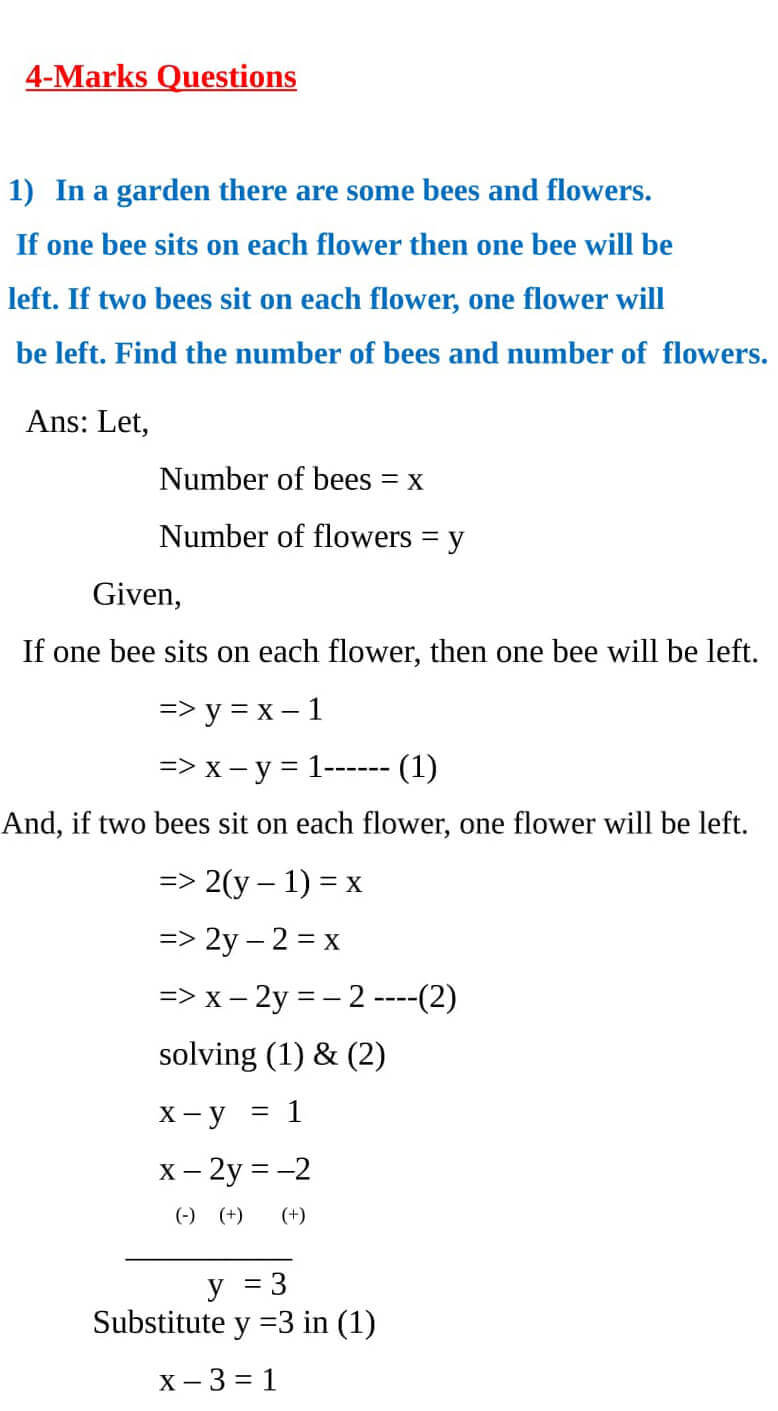 4-Marks Questions
1) In a garden there are some bees and flowers.
If one bee sits on each flower then one bee will be
left. If two bees sit on each flower, one flower will
be left. Find the number of bees and number of flowers.
Ans: Let,
Number of bees = x
Number of flowers = y
Given,
If one bee sits on each flower, then one bee will be left.
=> y = x – 1
=> x – y = 1------ (1)
And, if two bees sit on each flower, one flower will be left.
=> 2(y – 1) = x
=> 2y – 2 = x
=> x – 2y = – 2 ----(2)
solving (1) & (2)
x – y = 1
x – 2y = –2
(-) (+) (+)
y = 3
Substitute y =3 in (1)
x – 3 = 1